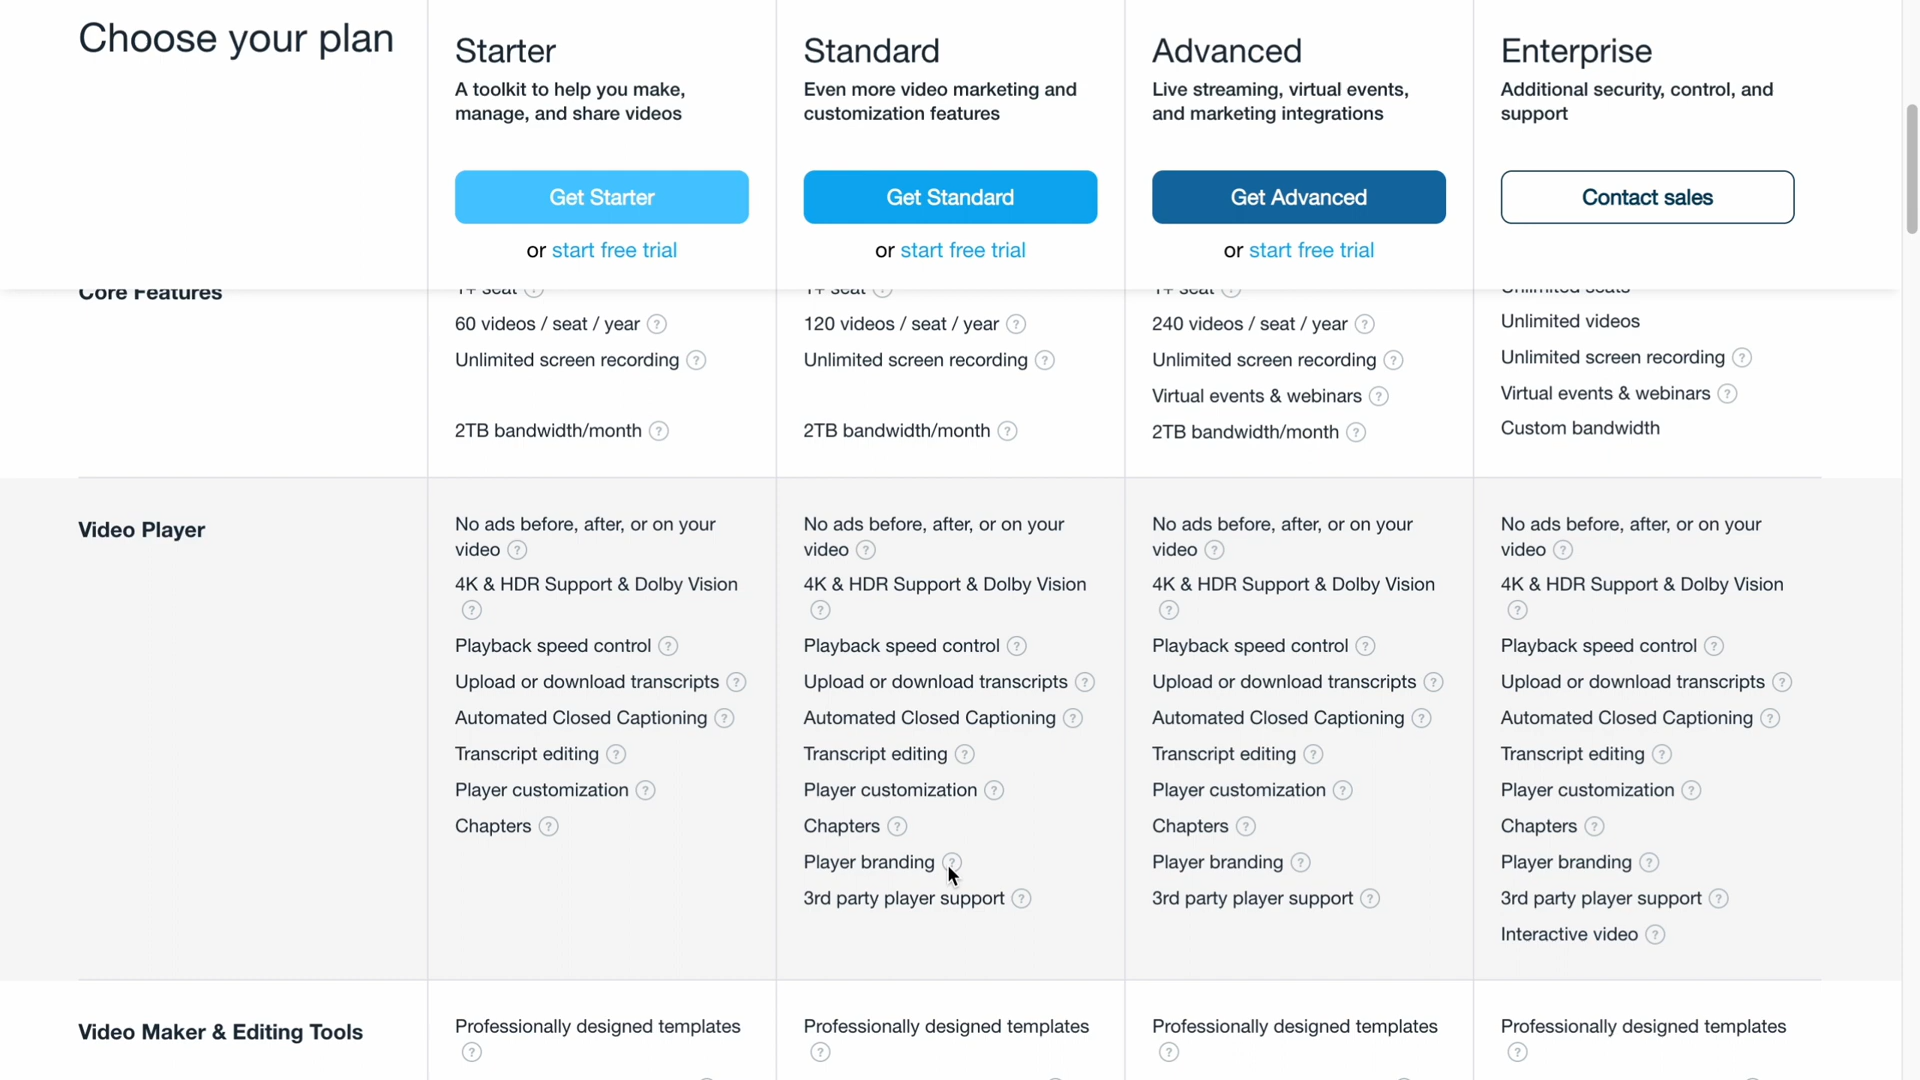 Choose your plan
Starter
A toolkit to help you make,
manage, and share videos
Get Starter
or start free trial
Standard
Even more video marketing and
customization features
Get Standard
or start free trial
Advanced
Live streaming, virtual events,
and marketing integrations
Get Advanced
or start free trial
Enterprise
Additional security, control, and
support
Contact sales
Core Features
1+ seat
60 videos / seat / year
Unlimited screen recording
2TB bandwidth/month
1+ seat
120 videos / seat / year
Unlimited screen recording
2TB bandwidth/month
1+ seat
240 videos / seat / year
Unlimited screen recording
Virtual events & webinars
2TB bandwidth/month
Unlimited seats
Unlimited videos
Unlimited screen recording
Virtual events & webinars
Custom bandwidth
Video Player
No ads before, after, or on your
video
4K & HDR Support & Dolby Vision
Playback speed control
Upload or download transcripts
Automated Closed Captioning
Transcript editing
Player customization
Chapters
No ads before, after, or on your
video
4K & HDR Support & Dolby Vision
Playback speed control
Upload or download transcripts
Automated Closed Captioning
Transcript editing
Player customization
Chapters
Player branding
3rd party player support
No ads before, after, or on your
video
4K & HDR Support & Dolby Vision
Playback speed control
Upload or download transcripts
Automated Closed Captioning
Transcript editing
Player customization
Chapters
Player branding
3rd party player support
No ads before, after, or on your
video
4K & HDR Support & Dolby Vision
Playback speed control
Upload or download transcripts
Automated Closed Captioning
Transcript editing
Player customization
Chapters
Player branding
3rd party player support
Interactive video
Video Maker & Editing Tools
Professionally designed templates
Professionally designed templates
Professionally designed templates
Professionally designed templates